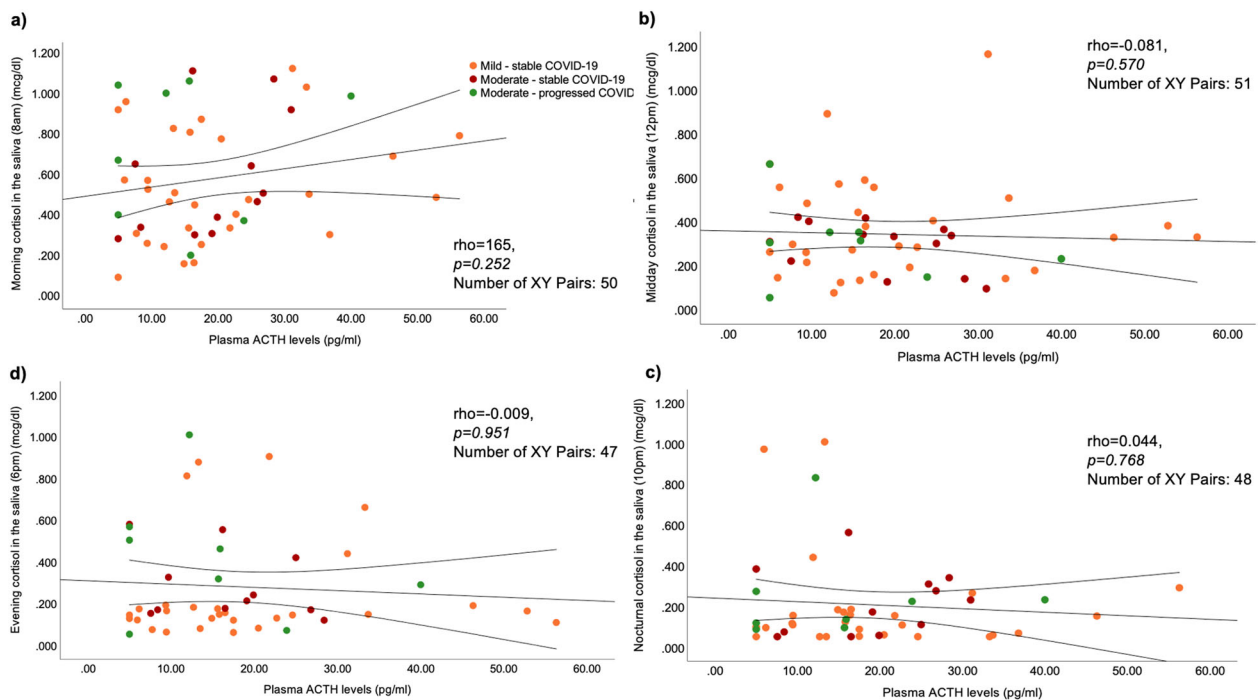 a)
Morning cortisol in the saliva (8am) (mcg/dl)
1.200
1.000
.800
.600
.400
.200
.000
.00 10.00 20.00 30.00 40.00 50.00 60.00
Plasma ACTH levels (pg/ml)
Mild - stable COVID-19
Moderate - stable COVID-19
Moderate - progressed COVID
rho=165,
p=0.252
Number of XY Pairs: 50
b)
Midday cortisol in the saliva (12pm) (mcg/dl)
1.200
1.000
.800
.600
.400
.200
.000
.00 10.00 20.00 30.00 40.00 50.00 60.00
Plasma ACTH levels (pg/ml)
rho=-0.081,
p=0.570
Number of XY Pairs: 51
d)
Evening cortisol in the saliva (6pm) (mcg/dl)
1.200
1.000
.800
.600
.400
.200
.00
.00 10.00 20.00 30.00 40.00 50.00 60.00
Plasma ACTH levels (pg/ml)
rho=-0.009,
p=0.951
Number of XY Pairs: 47
c)
Nocturnal cortisol in the saliva (10pm) (mcg/dl)
1.200
1.000
.800
.600
.400
.200
.000
.00 10.00 20.00 30.00 40.00 50.00 60.00
Plasma ACTH levels (pg/ml)
rho=0.044,
p=0.768
Number of XY Pairs: 48